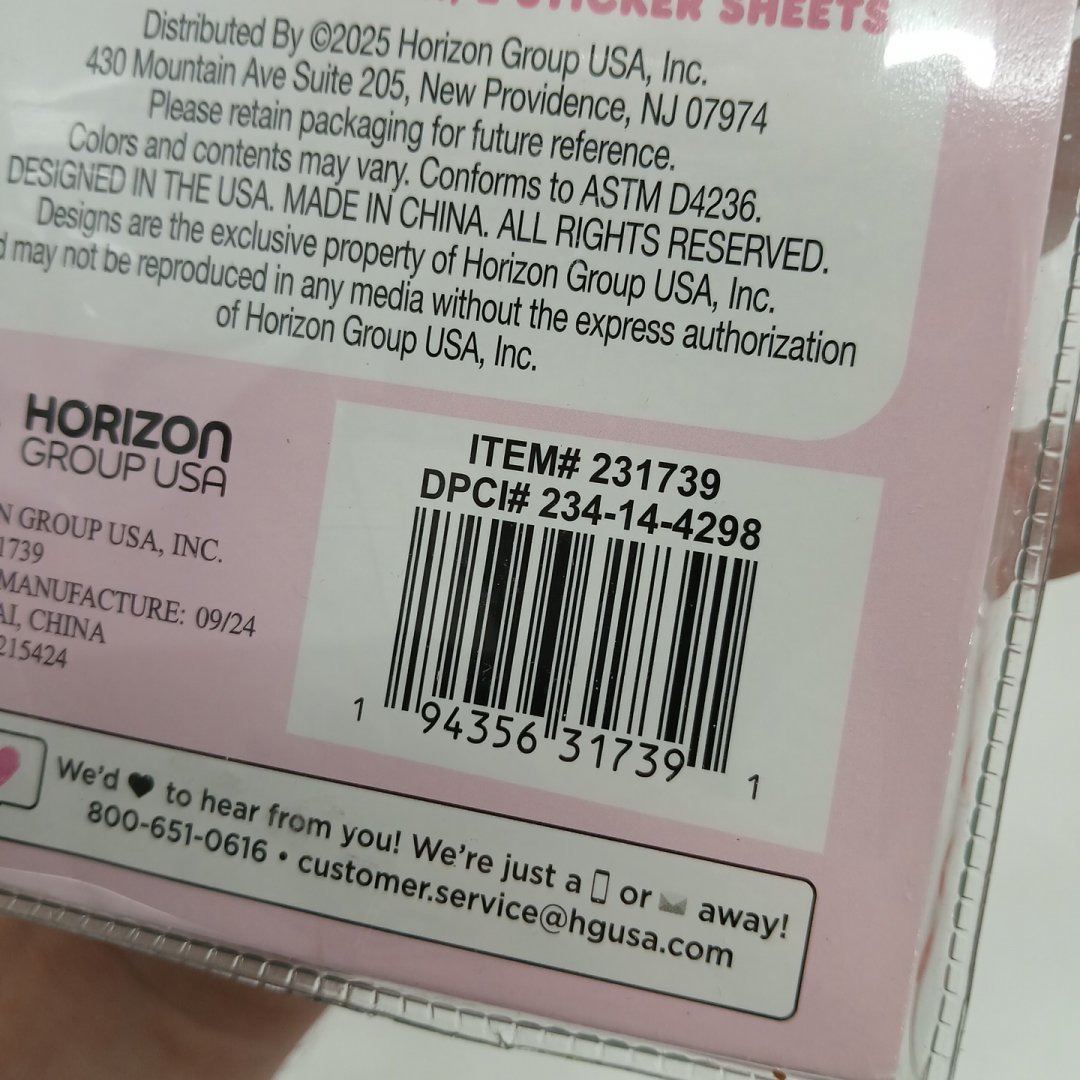 STICKER SHEETS
Distributed By ©2025 Horizon Group USA, Inc.
430 Mountain Ave Suite 205, New Providence, NJ 07974
Please retain packaging for future reference.
Colors and contents may vary. Conforms to ASTM D4236.
DESIGNED IN THE USA. MADE IN CHINA. ALL RIGHTS RESERVED.
Designs are the exclusive property of Horizon Group USA, Inc.
may not be reproduced in any media without the express authorization
of Horizon Group USA, Inc.
HORIZON
GROUP USA
GROUP USA, INC.
1739
MANUFACTURE: 09/24
CHINA
215424
ITEM# 231739
DPCI# 234-14-4298
1 94356 31739 1
We'd ♥ to hear from you! We're just a or away!
800-651-0616 • customer.service@hgusa.com